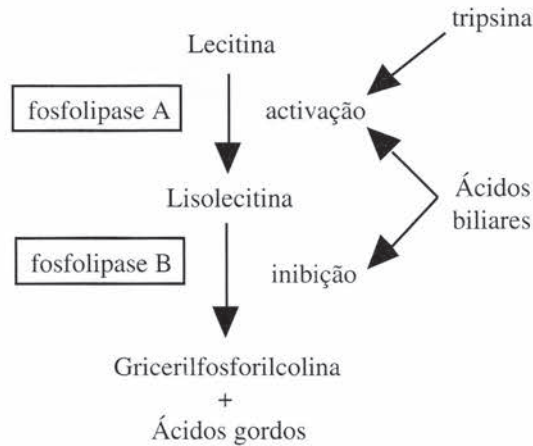 tripsina
Lecitina
fosfolipase A
activação
Lisolecitina
Ácidos
biliares
fosfolipase B
inibição
Gricerilfosforilcolina
+
Ácidos gordos